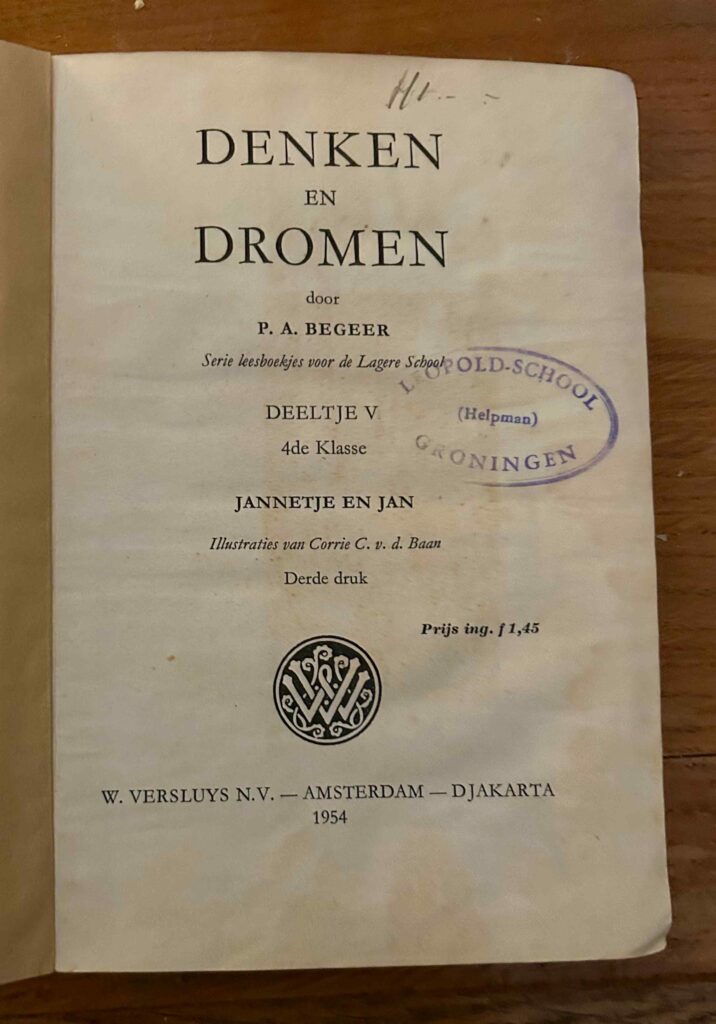 DENKEN
EN
DROMEN
door
P. A. BEGEER
Serie leesboekjes voor de Lagere School
LEOPOLD-SCHOOL
(Helpman)
GRONINGEN
DEELTJE V
4de Klasse
JANNETJE EN JAN
Illustraties van Corrie C. v. d. Baan
Derde druk
Prijs ing. f 1,45
W. VERSLUYS N.V. — AMSTERDAM — DJAKARTA
1954